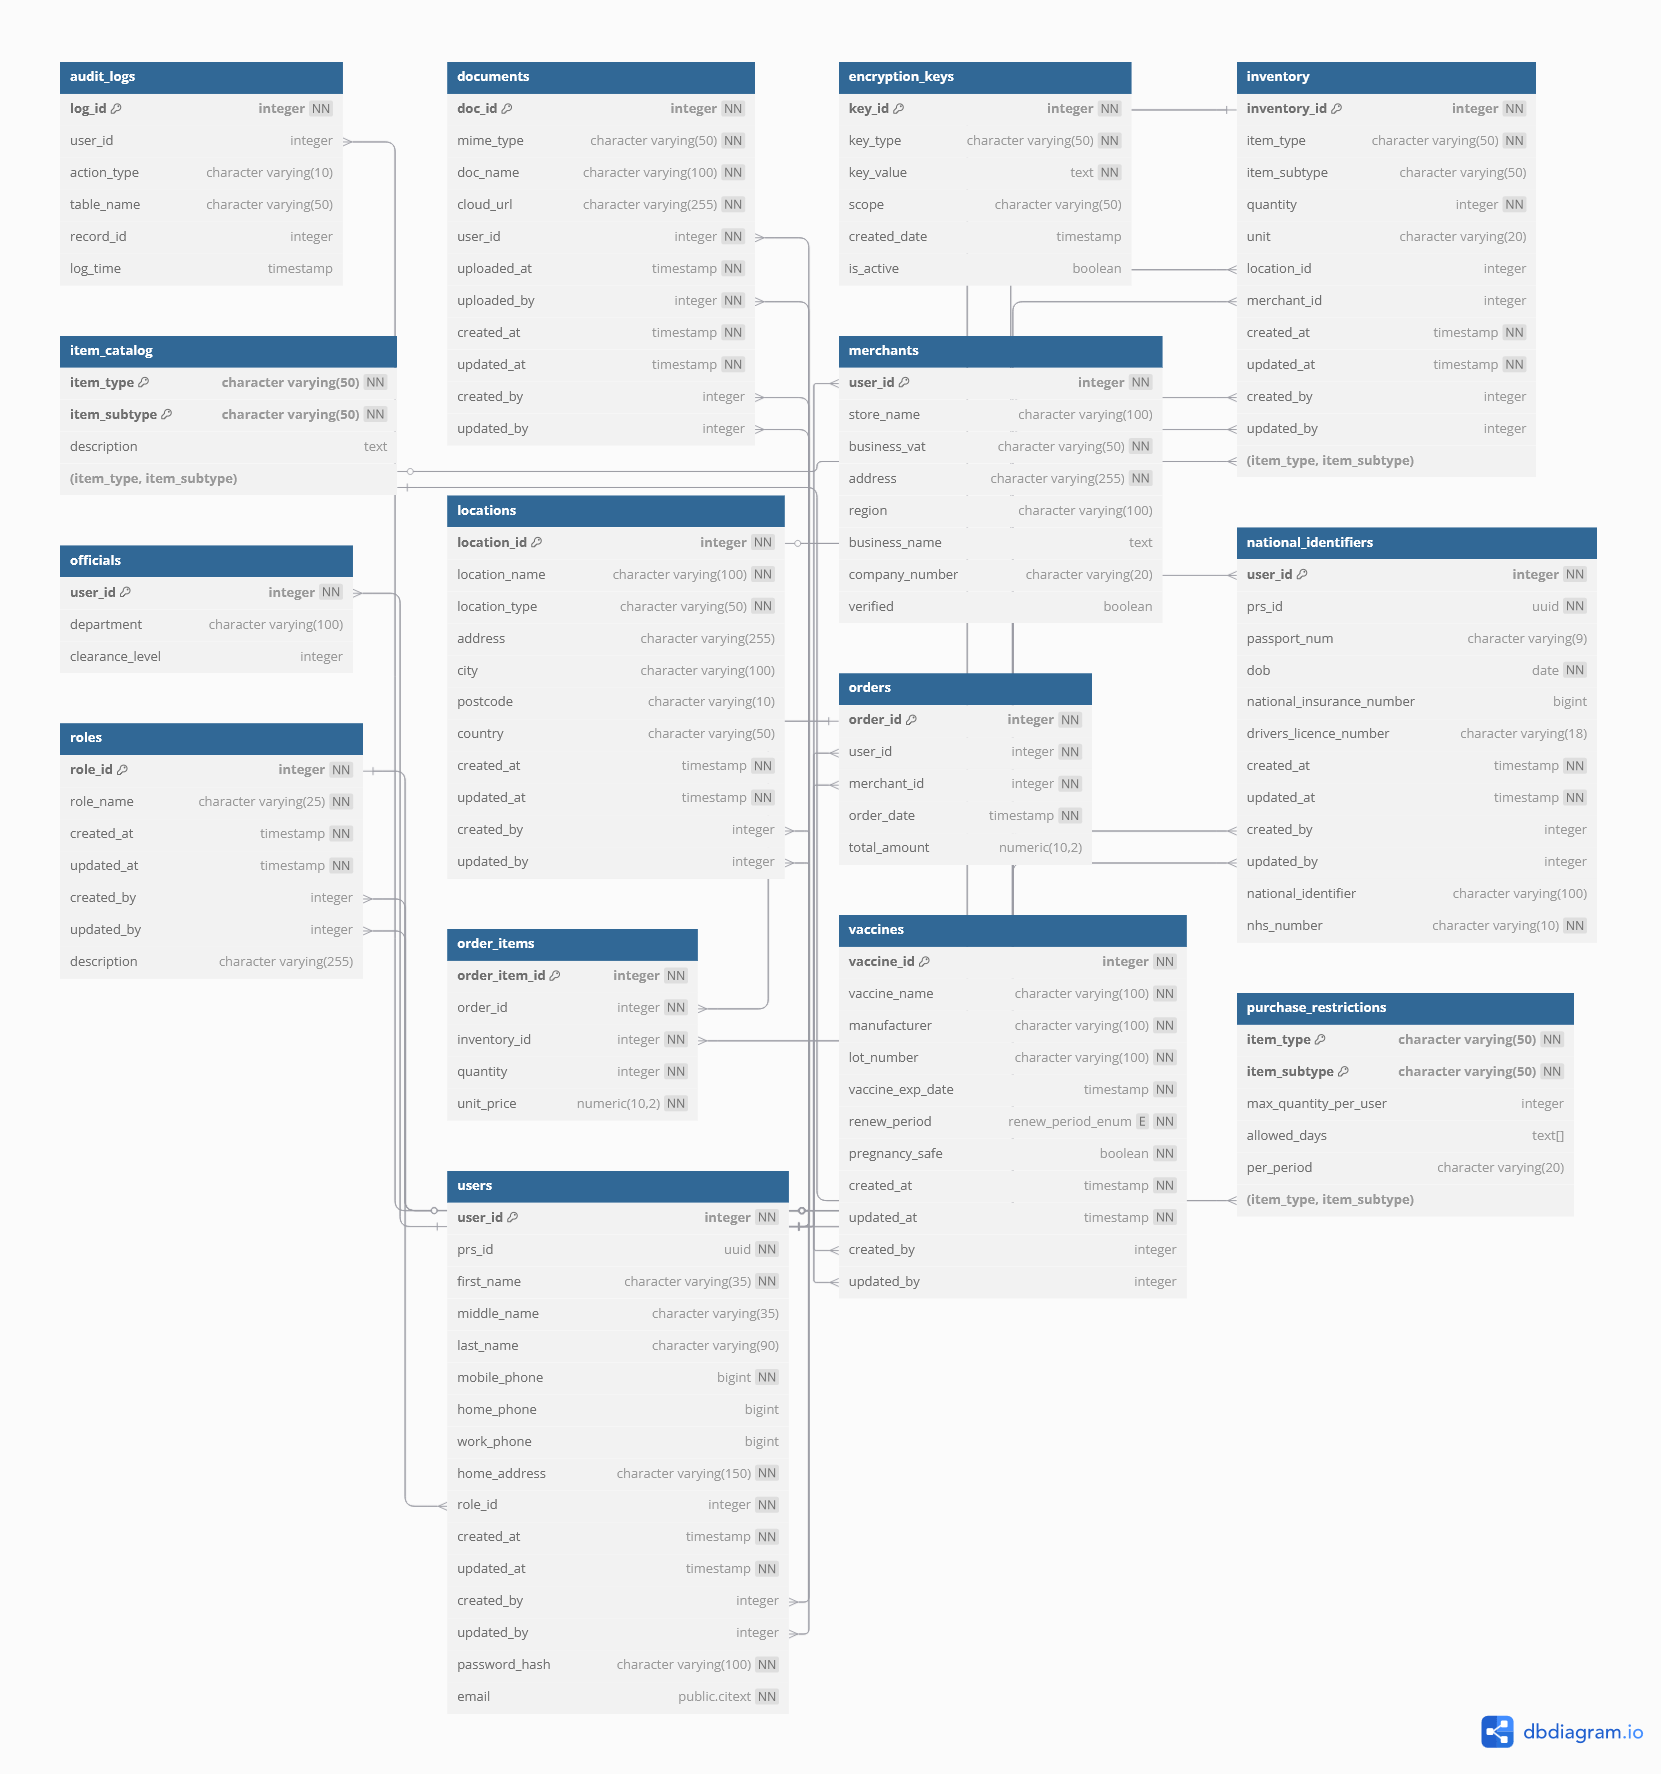 audit_logs
log_id integer NN
user_id integer
action_type character varying(10)
table_name character varying(50)
record_id integer
log_time timestamp
item_catalog
item_type character varying(50) NN
item_subtype character varying(50) NN
description text
(item_type, item_subtype)
officials
user_id integer NN
department character varying(100)
clearance_level integer
roles
role_id integer NN
role_name character varying(25) NN
created_at timestamp NN
updated_at timestamp NN
created_by integer
updated_by integer
description character varying(255)
documents
doc_id integer NN
mime_type character varying(50) NN
doc_name character varying(100) NN
cloud_url character varying(255) NN
user_id integer NN
uploaded_at timestamp NN
uploaded_by integer NN
created_at timestamp NN
updated_at timestamp NN
created_by integer
updated_by integer
locations
location_id integer NN
location_name character varying(100) NN
location_type character varying(50) NN
address character varying(255)
city character varying(100)
postcode character varying(10)
country character varying(50)
created_at timestamp NN
updated_at timestamp NN
created_by integer
updated_by integer
order_items
order_item_id integer NN
order_id integer NN
inventory_id integer NN
quantity integer NN
unit_price numeric(10,2) NN
users
user_id integer NN
prs_id uuid NN
first_name character varying(35) NN
middle_name character varying(35)
last_name character varying(90)
mobile_phone bigint NN
home_phone bigint
work_phone bigint
home_address character varying(150) NN
role_id integer NN
created_at timestamp NN
updated_at timestamp NN
created_by integer
updated_by integer
password_hash character varying(100) NN
email public.citext NN
encryption_keys
key_id integer NN
key_type character varying(50) NN
key_value text NN
scope character varying(50)
created_date timestamp
is_active boolean
merchants
user_id integer NN
store_name character varying(100)
business_vat character varying(50) NN
address character varying(255) NN
region character varying(100)
business_name text
company_number character varying(20)
verified boolean
orders
order_id integer NN
user_id integer NN
merchant_id integer NN
order_date timestamp NN
total_amount numeric(10,2)
vaccines
vaccine_id integer NN
vaccine_name character varying(100) NN
manufacturer character varying(100) NN
lot_number character varying(100) NN
vaccine_exp_date timestamp NN
renew_period renew_period_enum E NN
pregnancy_safe boolean NN
created_at timestamp NN
updated_at timestamp NN
created_by integer
updated_by integer
inventory
inventory_id integer NN
item_type character varying(50) NN
item_subtype character varying(50)
quantity integer NN
unit character varying(20)
location_id integer
merchant_id integer
created_at timestamp NN
updated_at timestamp NN
created_by integer
updated_by integer
(item_type, item_subtype)
national_identifiers
user_id integer NN
prs_id uuid NN
passport_num character varying(9)
dob date NN
national_insurance_number bigint
drivers_licence_number character varying(18)
created_at timestamp NN
updated_at timestamp NN
created_by integer
updated_by integer
national_identifier character varying(100)
nhs_number character varying(10) NN
purchase_restrictions
item_type character varying(50) NN
item_subtype character varying(50) NN
max_quantity_per_user integer
allowed_days text[]
per_period character varying(20)
(item_type, item_subtype)
dbdiagram.io